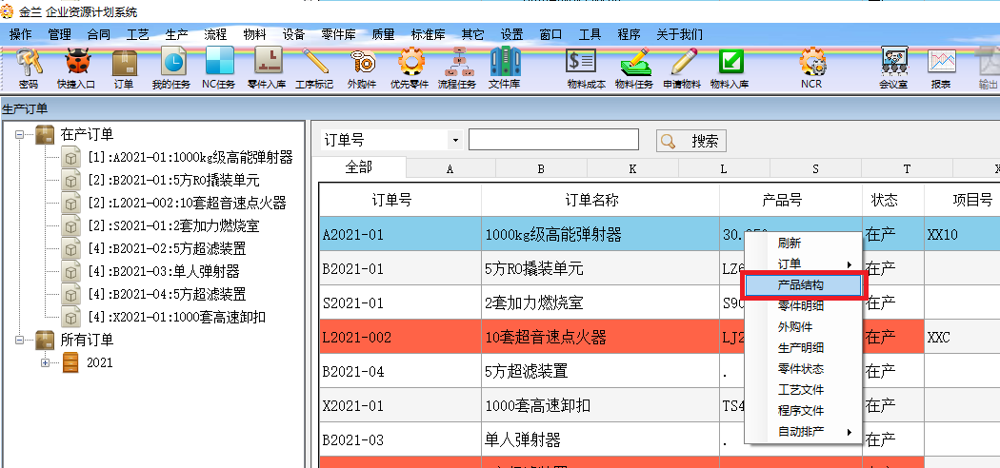 金兰 企业资源计划系统
操作 管理 合同 工艺 生产 流程 物料 设备 零件库 质量 标准库 其它 设置 窗口 工具 程序 关于我们
密码 快捷入口 订单 我的任务 NC任务 零件入库 工序标记 外购件 优先零件 流程任务 文件库 物料成本 物料任务 申请物料 物料入库 NCR 会议室 报表 输出
生产订单
在产订单
[1]:A2021-01:1000kg级高能弹射器
[2]:B2021-01:5方RO撬装单元
[2]:L2021-002:10套超音速点火器
[2]:S2021-01:2套加力燃烧室
[4]:B2021-02:5方超滤装置
[4]:B2021-03:单人弹射器
[4]:B2021-04:5方超滤装置
[4]:X2021-01:1000套高速卸扣
所有订单
2021
订单号 搜索
全部 A B K L S T X
订单号 订单名称 产品号 状态 项目号
A2021-01 1000kg级高能弹射器 在产 XX10
B2021-01 5方RO撬装单元 在产
S2021-01 2套加力燃烧室 在产
L2021-002 10套超音速点火器 在产 XXC
B2021-04 5方超滤装置 . 在产
X2021-01 1000套高速卸扣 在产
B2021-03 单人弹射器 . 在产
刷新
订单
产品结构
零件明细
外购件
生产明细
零件状态
工艺文件
程序文件
自动排产